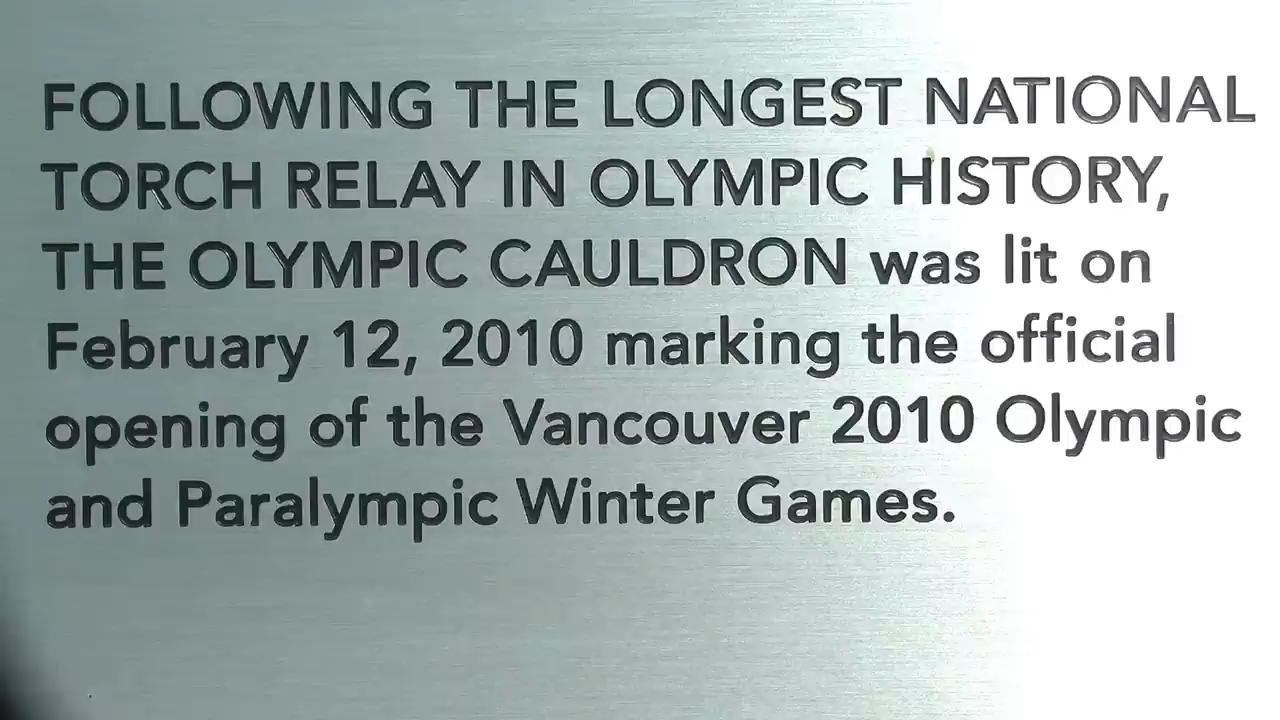 FOLLOWING THE LONGEST NATIONAL
TORCH RELAY IN OLYMPIC HISTORY,
THE OLYMPIC CAULDRON was lit on
February 12, 2010 marking the official
opening of the Vancouver 2010 Olympic
and Paralympic Winter Games.